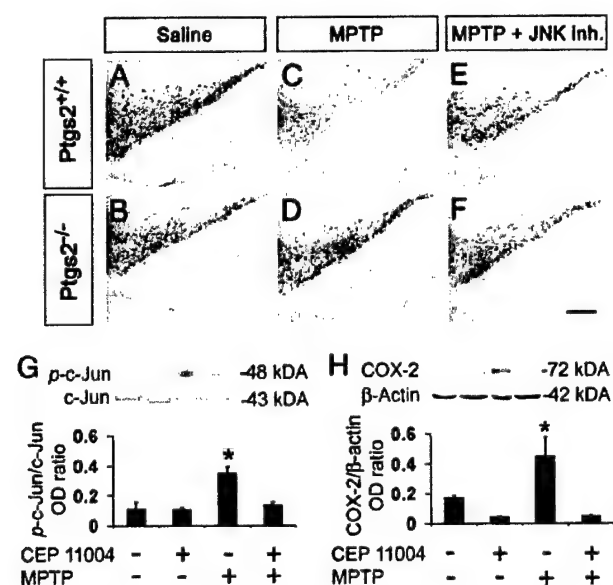 Saline MPTP MPTP + JNK Inh.
Ptgs2+/+
A C E
Ptgs2-/-
B D F
G p-c-Jun -48 kDA
c-Jun -43 kDA
H COX-2 -72 kDA
β-Actin -42 kDA
p-c-Jun/c-Jun
OD ratio
0.6
0.4
0.2
0
*
CEP 11004 - + - +
MPTP - - + +
COX-2/β-actin
OD ratio
0.6
0.4
0.2
0
*
CEP 11004 - + - +
MPTP - - + +